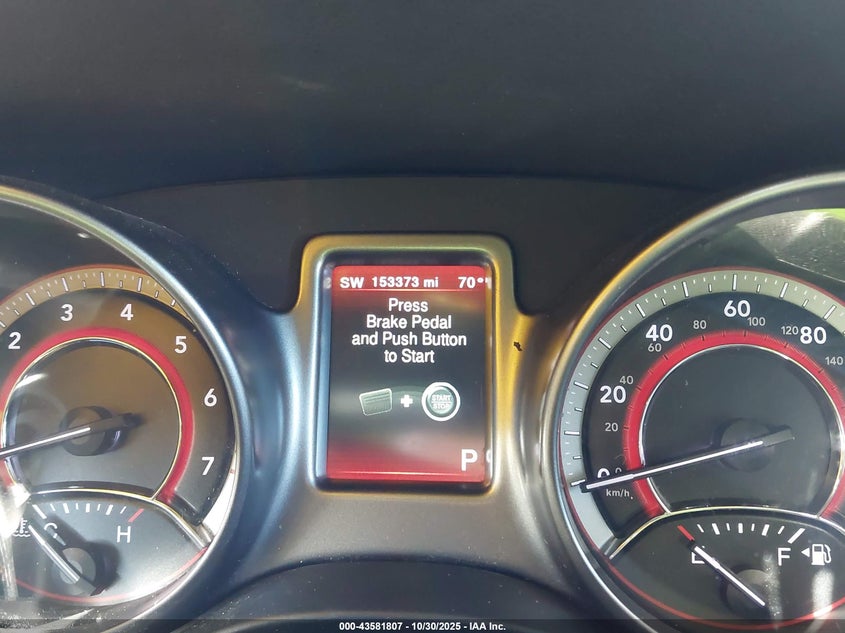 SW 153373 mi 70°
Press
Brake Pedal
and Push Button
to Start
+
START
STOP
P
2 3 4 5 6 7
C H
0 20 40 60 80
0 20 40 60 80 100 120 140
km/h
E F
000-43581807 - 10/30/2025 - IAA Inc.